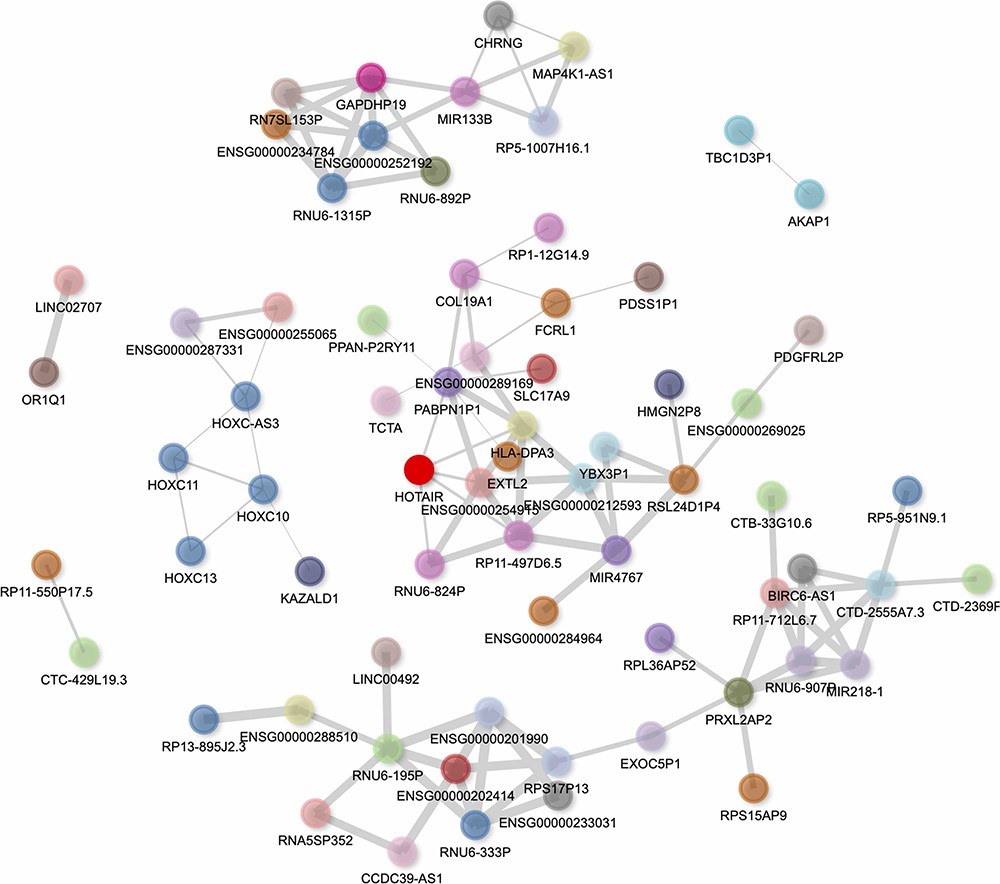 CHRNG
MAP4K1-AS1
GAPDHP19
RN7SL153P
MIR133B
RP5-1007H16.1
ENSG00000234784
ENSG00000252192
TBC1D3P1
RNU6-892P
RNU6-1315P
AKAP1
RP1-12G14.9
COL19A1
PDSS1P1
LINC02707
FCRL1
ENSG00000255065
ENSG00000287331
PPAN-P2RY11
PDGFRL2P
ENSG00000289169
SLC17A9
OR1Q1
PABPN1P1
HMGN2P8
HOXC-AS3
TCTA
ENSG00000269025
HLA-DPA3
YBX3P1
HOXC11
EXTL2
HOTAIR
ENSG00000254915
ENSG00000212593
RSL24D1P4
HOXC10
RP5-951N9.1
CTB-33G10.6
RP11-497D6.5
HOXC13
MIR4767
RNU6-824P
RP11-550P17.5
KAZALD1
BIRC6-AS1
CTD-2369P
CTD-2555A7.3
RP11-712L6.7
ENSG00000284964
RPL36AP52
CTC-429L19.3
LINC00492
RNU6-907P
MIR218-1
PRXL2AP2
ENSG00000288510
ENSG00000201990
RP13-895J2.3
EXOC5P1
RNU6-195P
RPS17P13
ENSG00000202414
RPS15AP9
ENSG00000233031
RNA5SP352
RNU6-333P
CCDC39-AS1